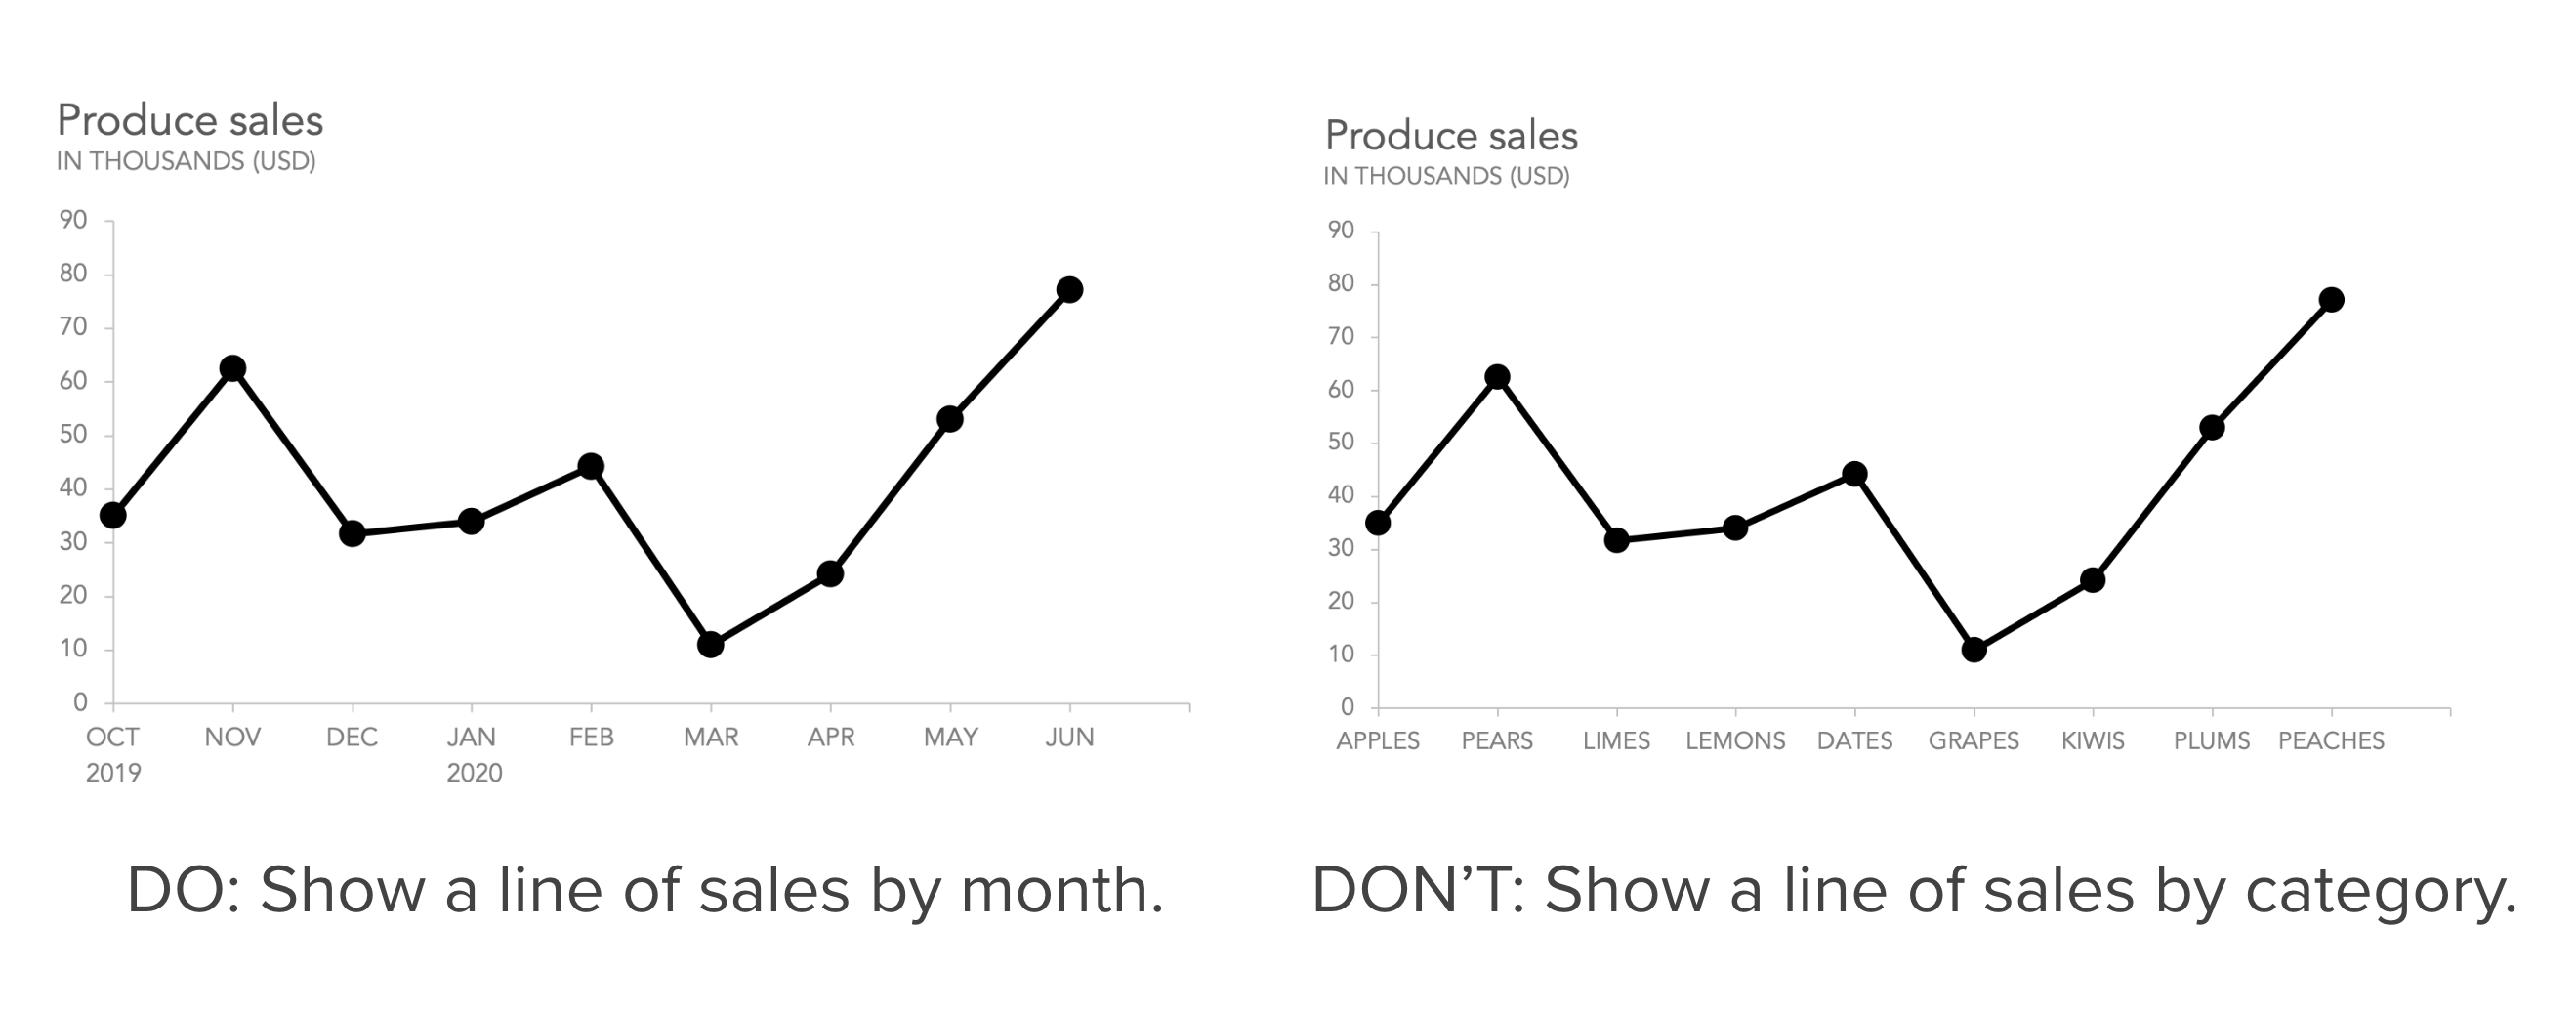 Produce sales
IN THOUSANDS (USD)
90
80
70
60
50
40
30
20
10
0
OCT NOV DEC JAN FEB MAR APR MAY JUN
2019 2020
DO: Show a line of sales by month.
Produce sales
IN THOUSANDS (USD)
90
80
70
60
50
40
30
20
10
0
APPLES PEARS LIMES LEMONS DATES GRAPES KIWIS PLUMS PEACHES
DON’T: Show a line of sales by category.